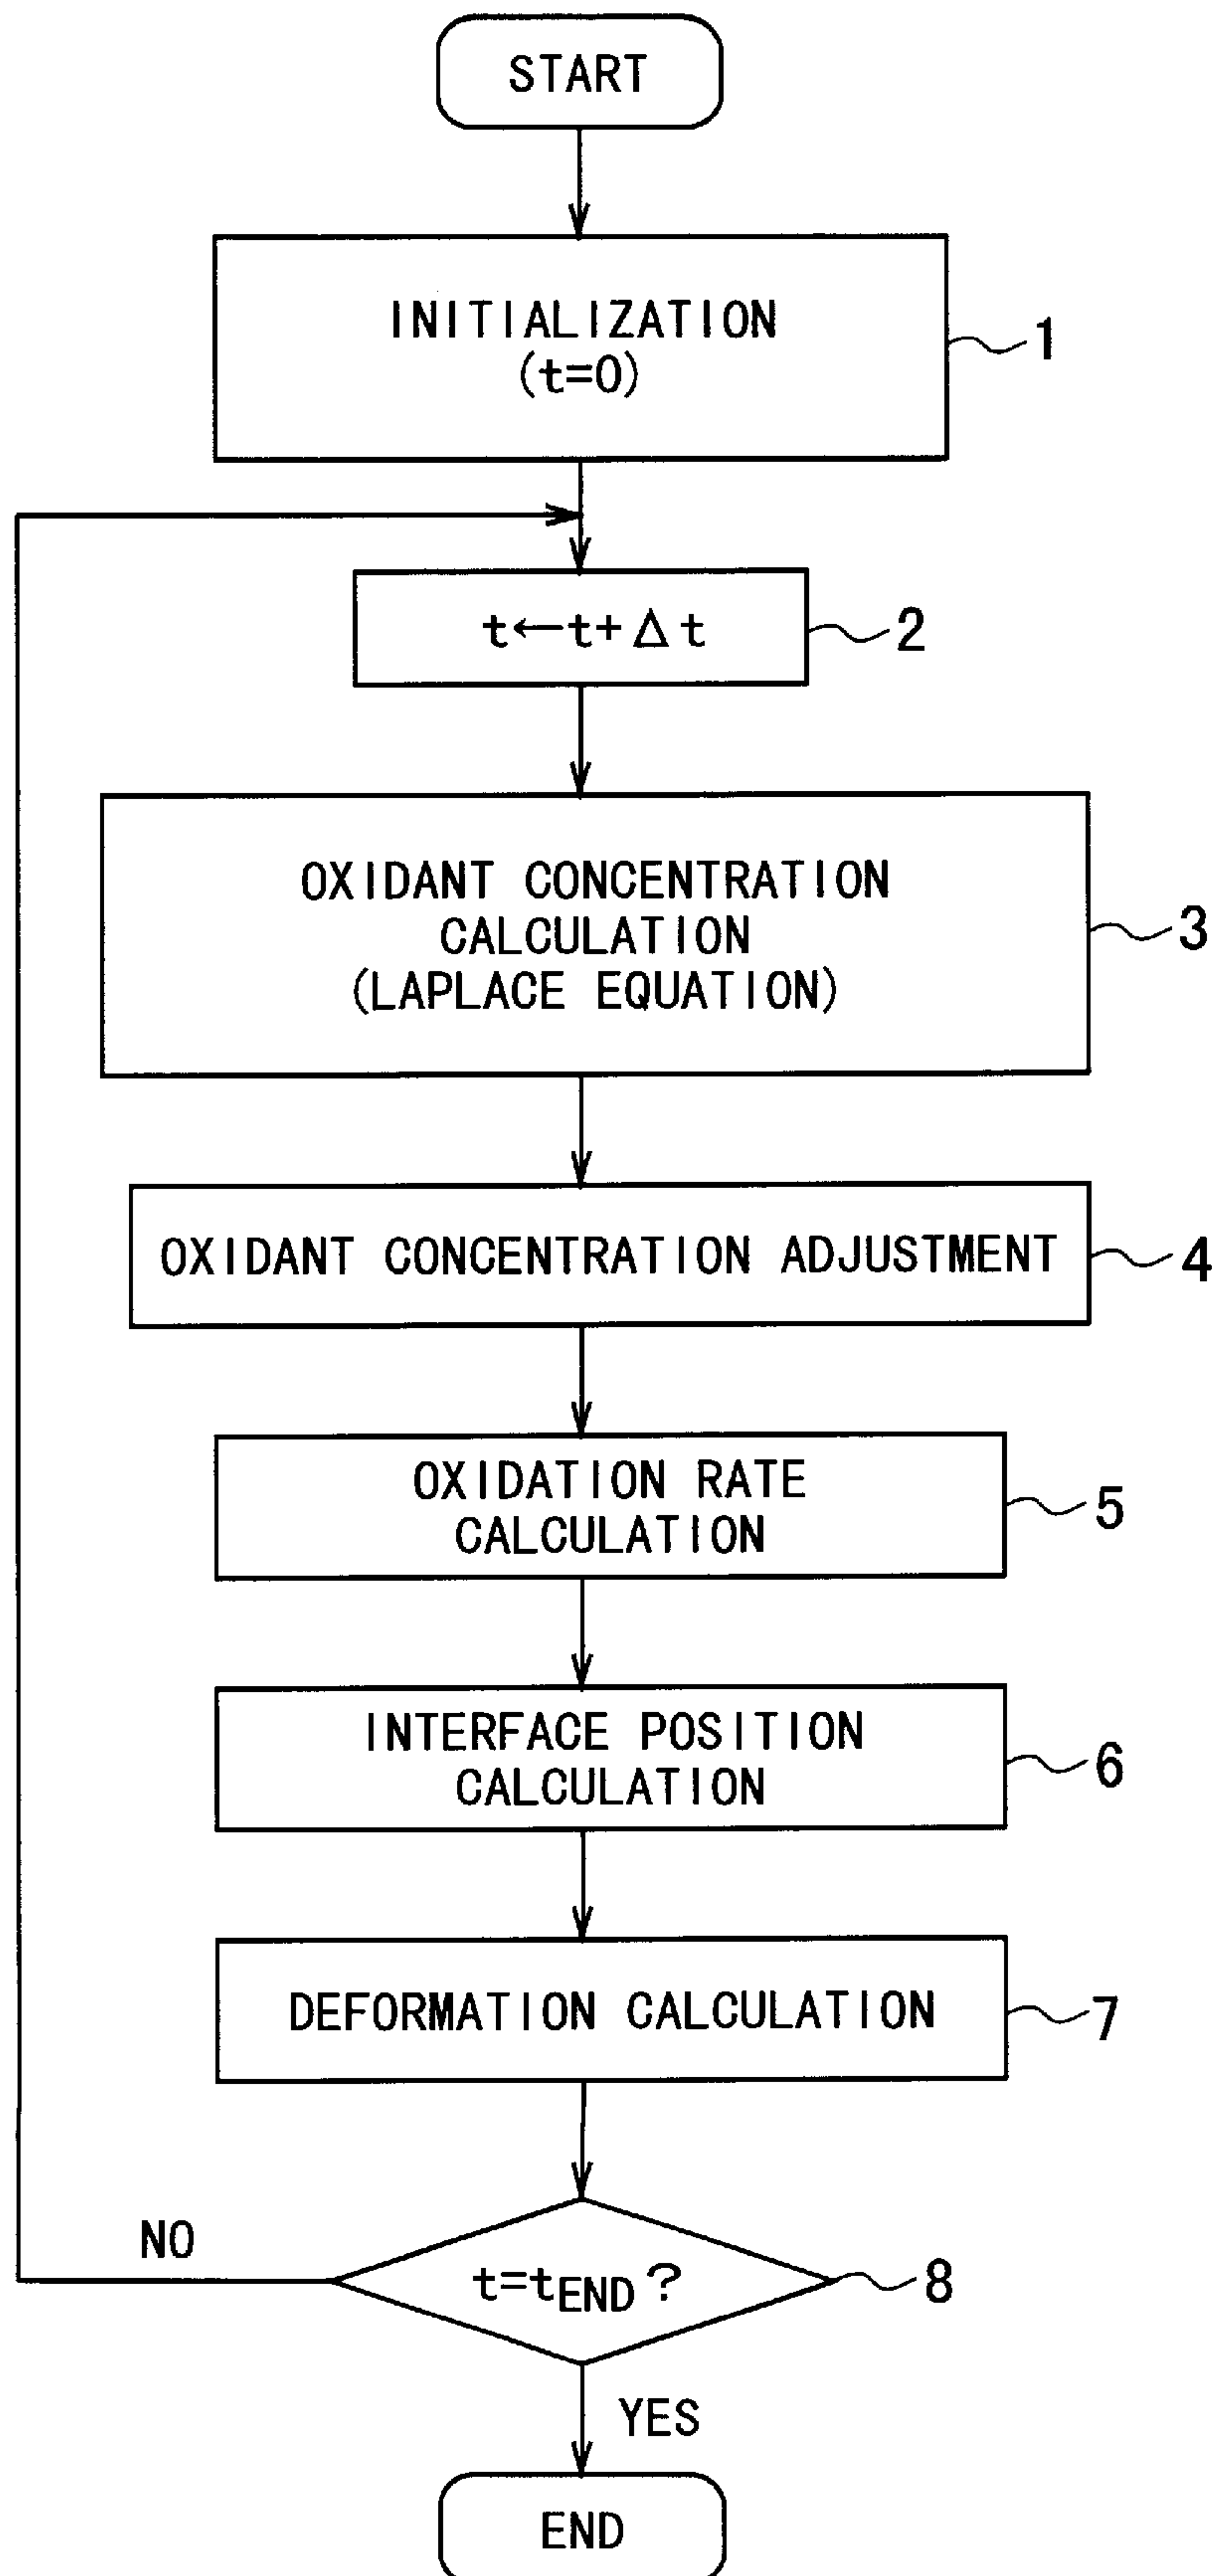 START
INITIALIZATION
(t=0)
1
t←t+Δt
2
OXIDANT CONCENTRATION
CALCULATION
(LAPLACE EQUATION)
3
OXIDANT CONCENTRATION ADJUSTMENT
4
OXIDATION RATE
CALCULATION
5
INTERFACE POSITION
CALCULATION
6
DEFORMATION CALCULATION
7
NO
t=tEND?
8
YES
END